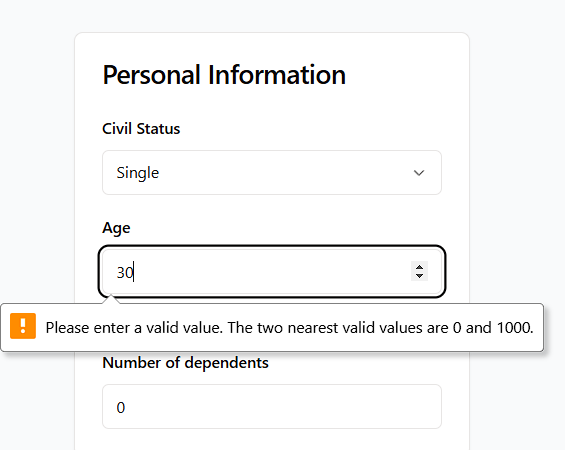 Personal Information
Civil Status
Single
Age
30
Please enter a valid value. The two nearest valid values are 0 and 1000.
Number of dependents
0